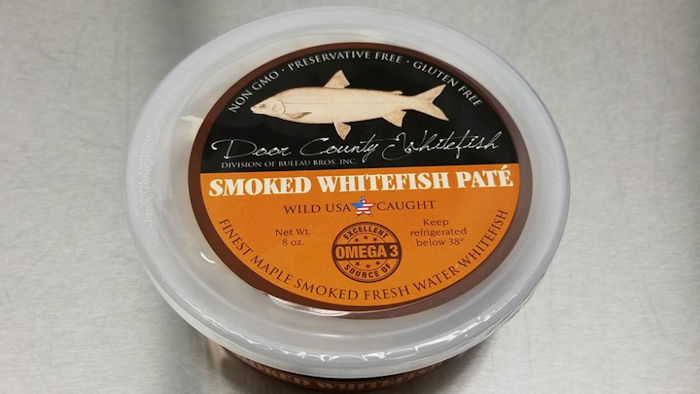 NON GMO · PRESERVATIVE FREE · GLUTEN FREE
Door County Whitefish
DIVISION OF RULEAU BROS. INC.
SMOKED WHITEFISH PATÉ
WILD USA CAUGHT
Net Wt.
8 oz.
EXCELLENT
OMEGA 3
SOURCE OF
Keep
refrigerated
below 38°
FINEST MAPLE SMOKED FRESH WATER WHITEFISH
SMOKED WHITEFISH